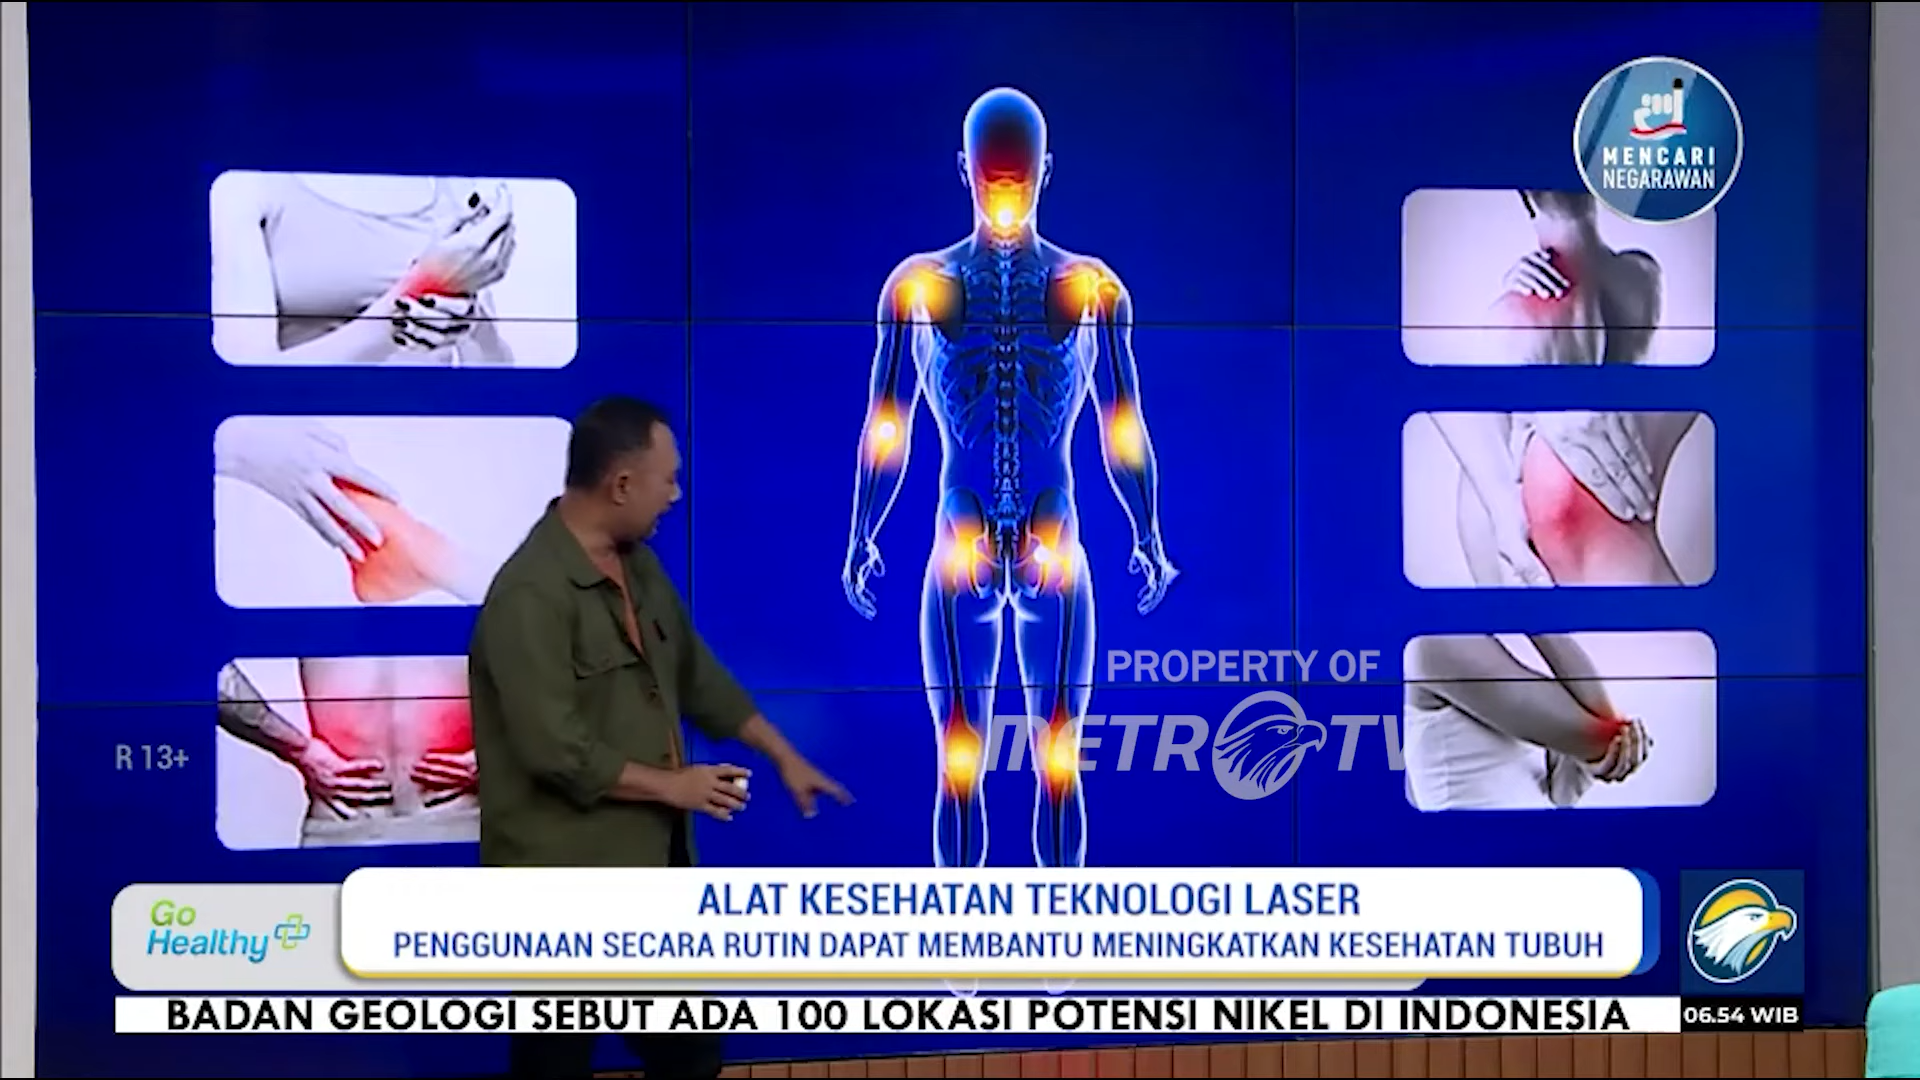 MENCARI
NEGARAWAN
PROPERTY OF
METR TV
R 13+
Go
Healthy
ALAT KESEHATAN TEKNOLOGI LASER
PENGGUNAAN SECARA RUTIN DAPAT MEMBANTU MENINGKATKAN KESEHATAN TUBUH
BADAN GEOLOGI SEBUT ADA 100 LOKASI POTENSI NIKEL DI INDONESIA
06.54 WIB